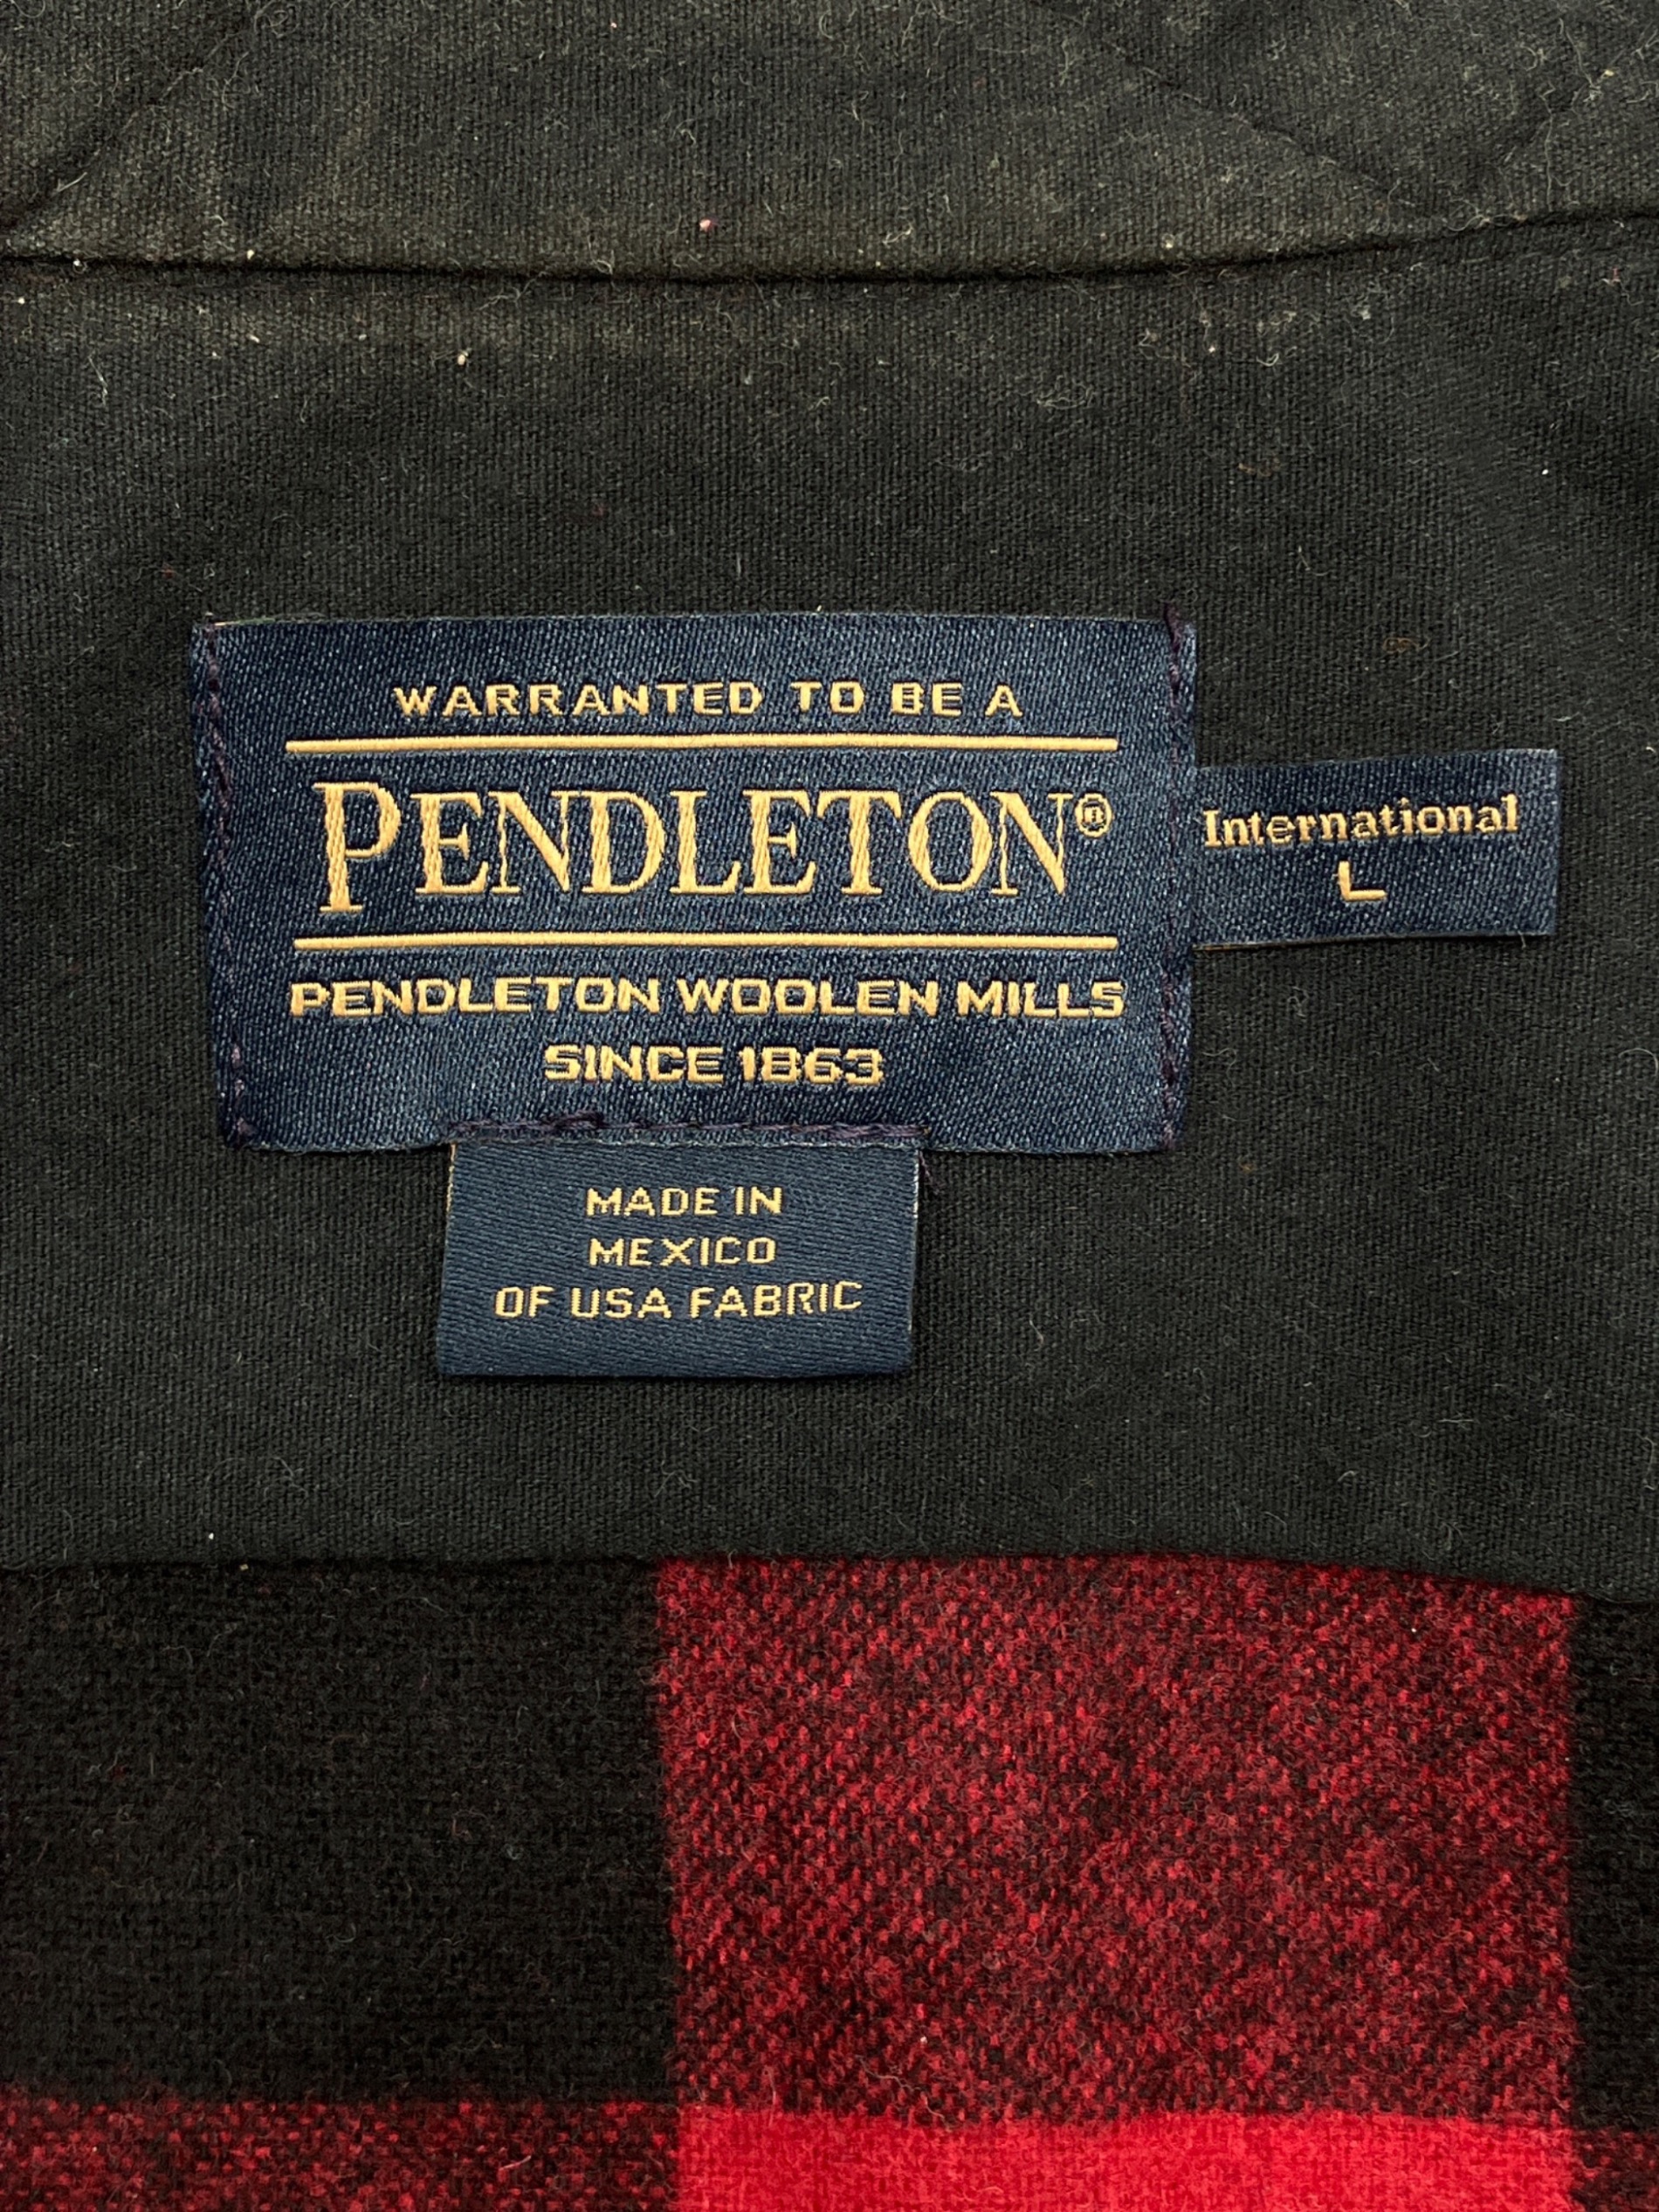 WARRANTED TO BE A
PENDLETON®
PENDLETON WOOLEN MILLS
SINCE 1863
International
L
MADE IN
MEXICO
OF USA FABRIC